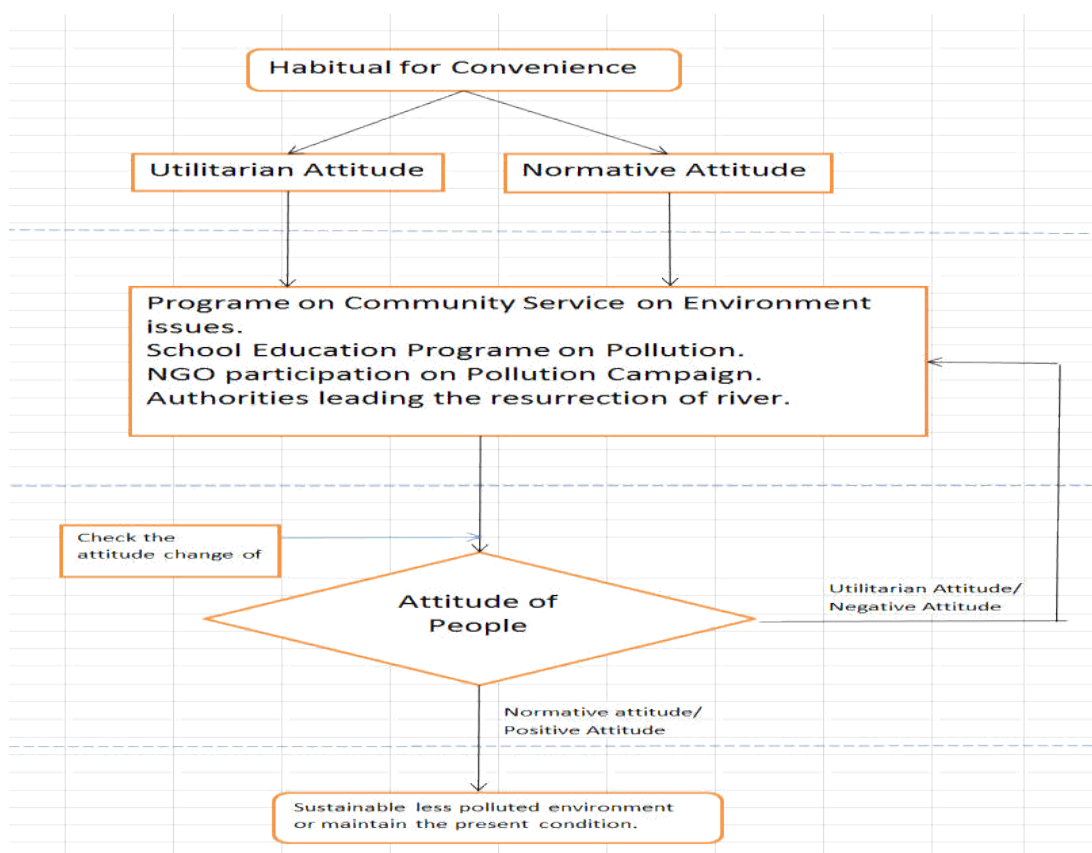 Habitual for Convenience
Utilitarian Attitude
Normative Attitude
Programe on Community Service on Environment
issues.
School Education Programe on Pollution.
NGO participation on Pollution Campaign.
Authorities leading the resurrection of river.
Check the
attitude change of
Attitude of
People
Utilitarian Attitude/
Negative Attitude
Normative attitude/
Positive Attitude
Sustainable less polluted environment
or maintain the present condition.